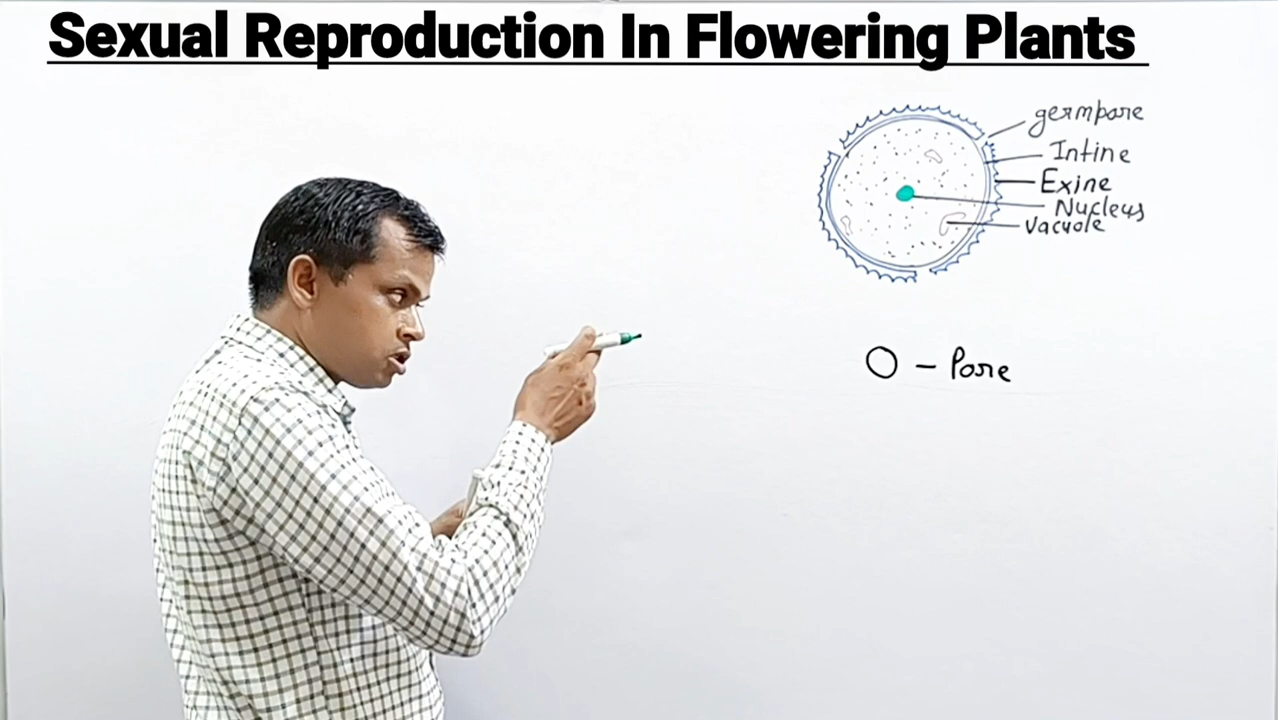 Sexual Reproduction In Flowering Plants
germpore
Intine
Exine
Nucleus
Vacuole
O - Pore